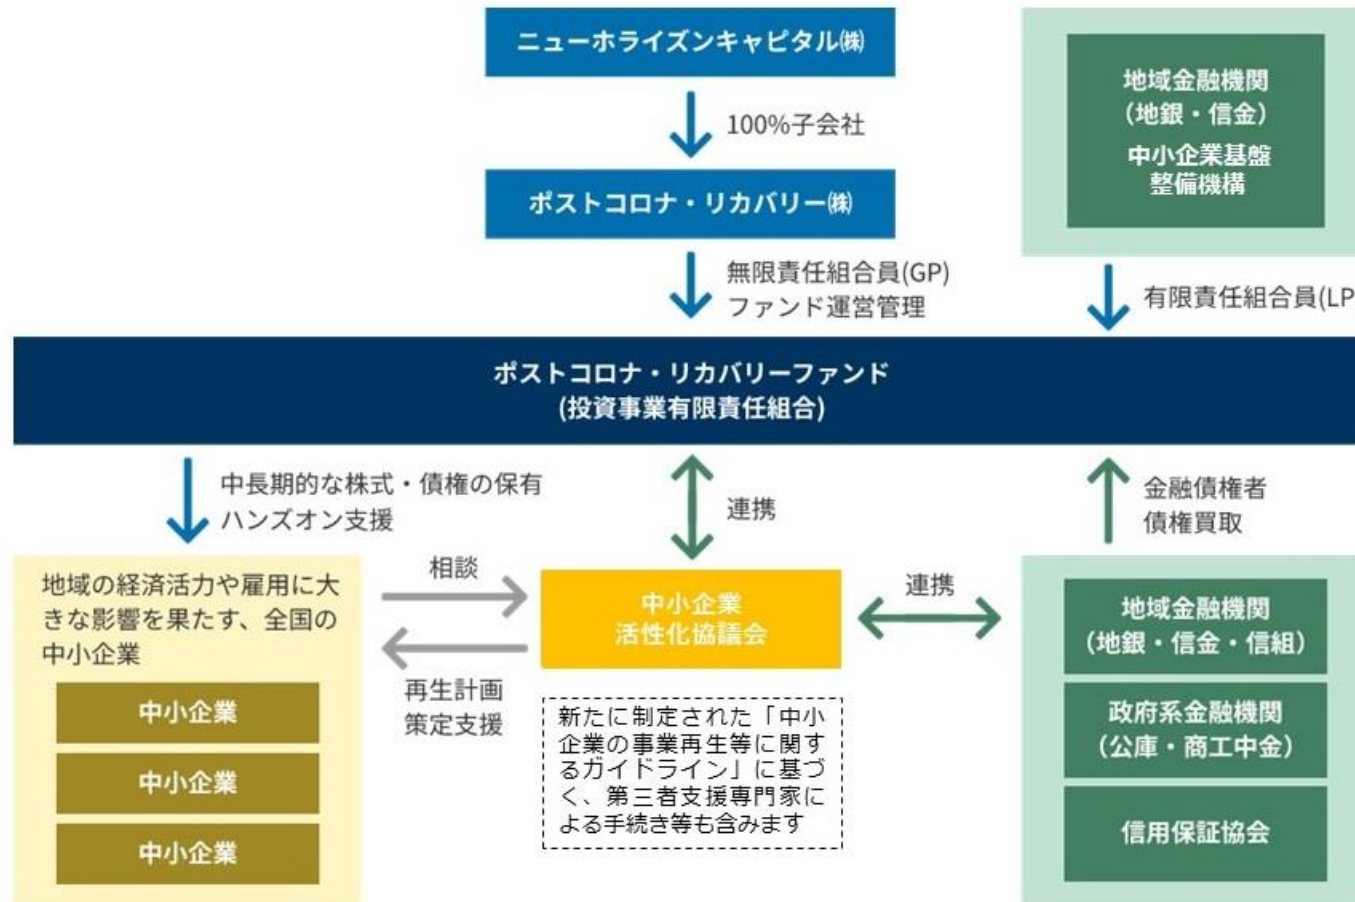 ニューホライズンキャピタル㈱
100%子会社
ポストコロナ・リカバリー㈱
無限責任組合員(GP)
ファンド運営管理
地域金融機関
（地銀・信金）
中小企業基盤
整備機構
有限責任組合員(LP
ポストコロナ・リカバリーファンド
(投資事業有限責任組合)
中長期的な株式・債権の保有
ハンズオン支援
連携
金融債権者
債権買取
地域の経済活力や雇用に大
きな影響を果たす、全国の
中小企業
中小企業
中小企業
中小企業
相談
再生計画
策定支援
中小企業
活性化協議会
新たに制定された「中小
企業の事業再生等に関す
るガイドライン」に基づ
く、第三者支援専門家に
よる手続き等も含みます
連携
地域金融機関
（地銀・信金・信組）
政府系金融機関
（公庫・商工中金）
信用保証協会